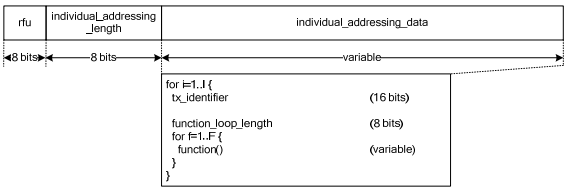 rfu
individual_addressing
_length
individual_addressing_data
8 bits
8 bits
variable
for i=1..I {
tx_identifier (16 bits)
function_loop_length (8 bits)
for f=1..F {
function() (variable)
}
}